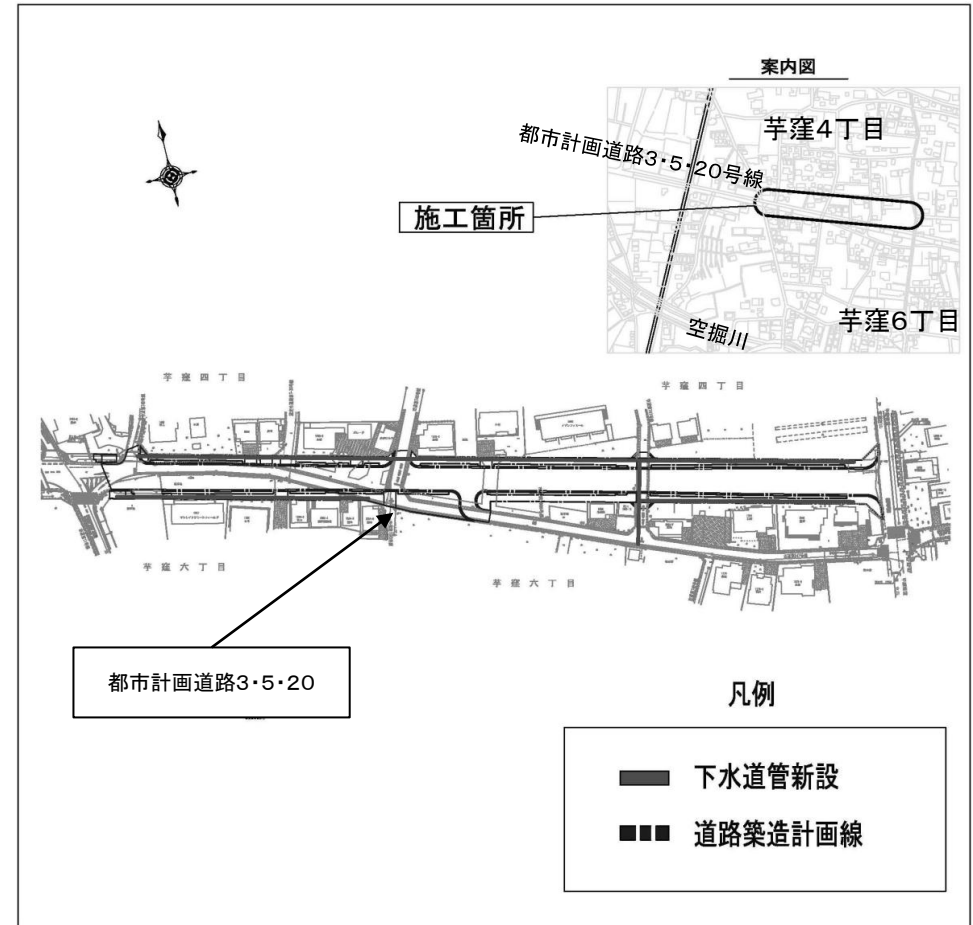 案内図
芋窪4丁目
都市計画道路3・5・20号線
施工箇所
芋窪6丁目
空掘川
芋窪四丁目
芋窪四丁目
芋窪六丁目
芋窪六丁目
都市計画道路3・5・20
凡例
下水道管新設
道路築造計画線